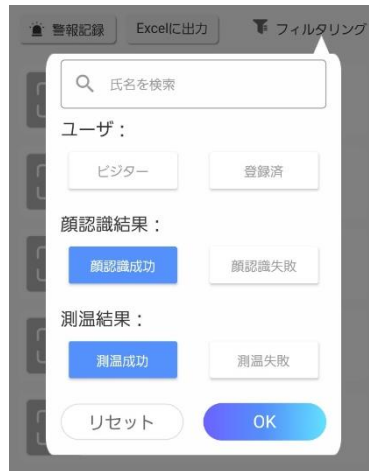 警報記録 Excelに出力 フィルタリング
氏名を検索
ユーザ：
ビジター 登録済
顔認識結果：
顔認識成功 顔認識失敗
測温結果：
測温成功 測温失敗
リセット OK